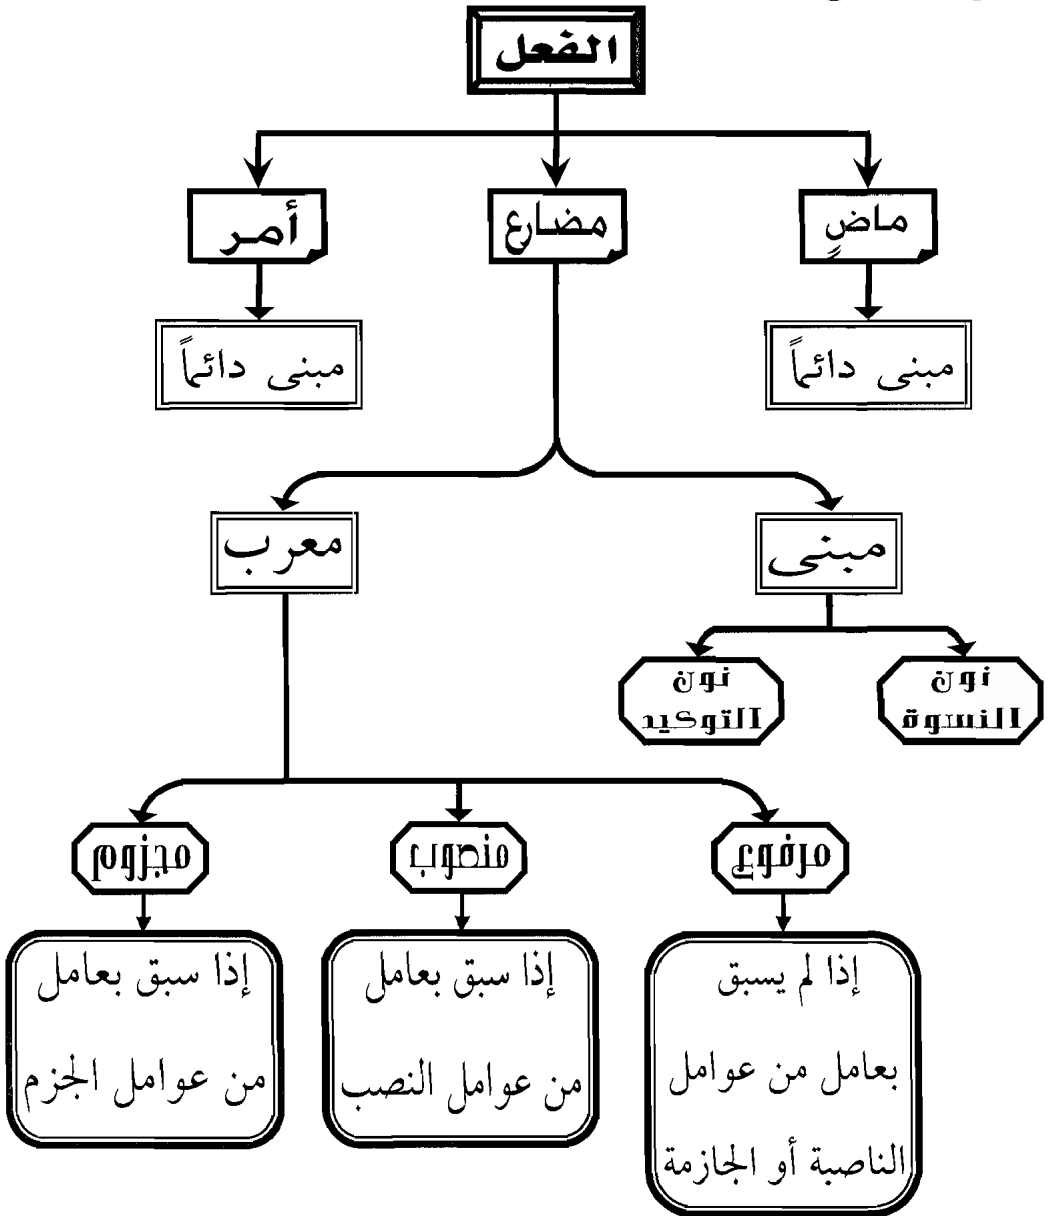 الفعل
ماضٍ
مضارع
أمر
مبنى دائماً
مبنى دائماً
مبنى
معرب
نون
النسوة
نون
التوكيد
مرفوع
منصوب
مجزوم
إذا لم يسبق
بعامل من عوامل
الناصبة أو الجازمة
إذا سبق بعامل
من عوامل النصب
إذا سبق بعامل
من عوامل الجزم